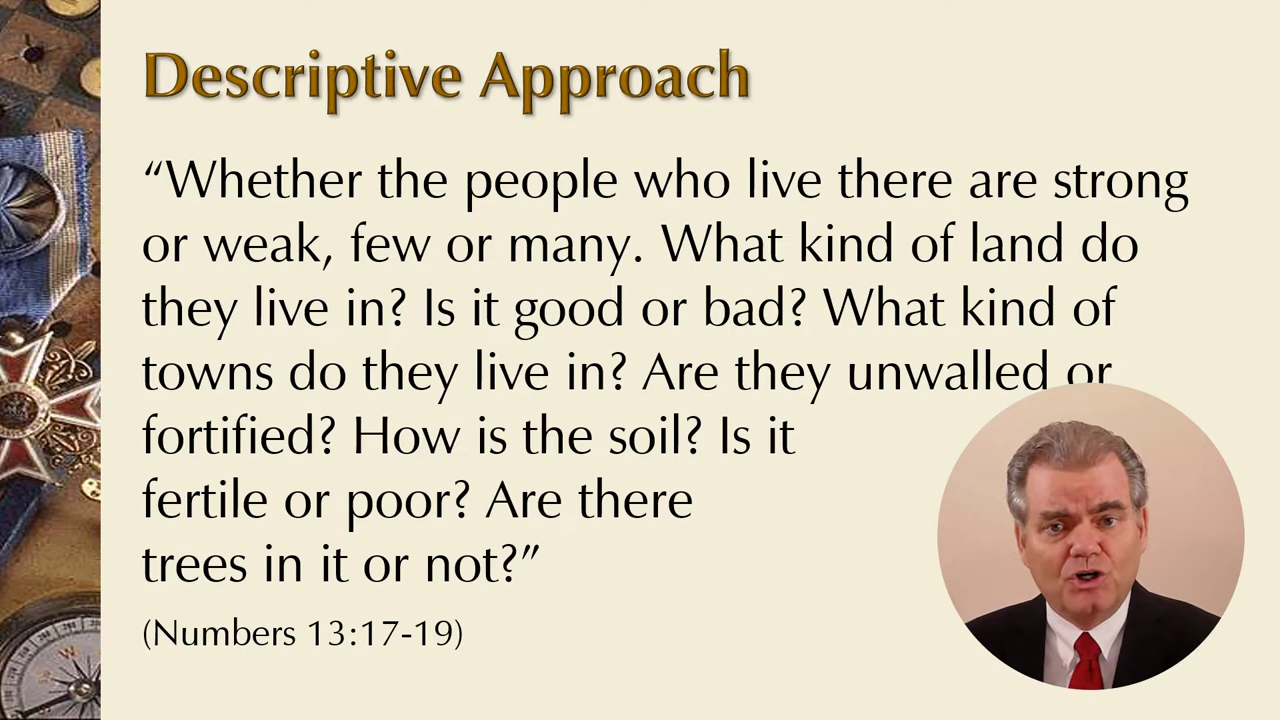 Descriptive Approach
“Whether the people who live there are strong
or weak, few or many. What kind of land do
they live in? Is it good or bad? What kind of
towns do they live in? Are they unwalled or
fortified? How is the soil? Is it
fertile or poor? Are there
trees in it or not?”
(Numbers 13:17-19)